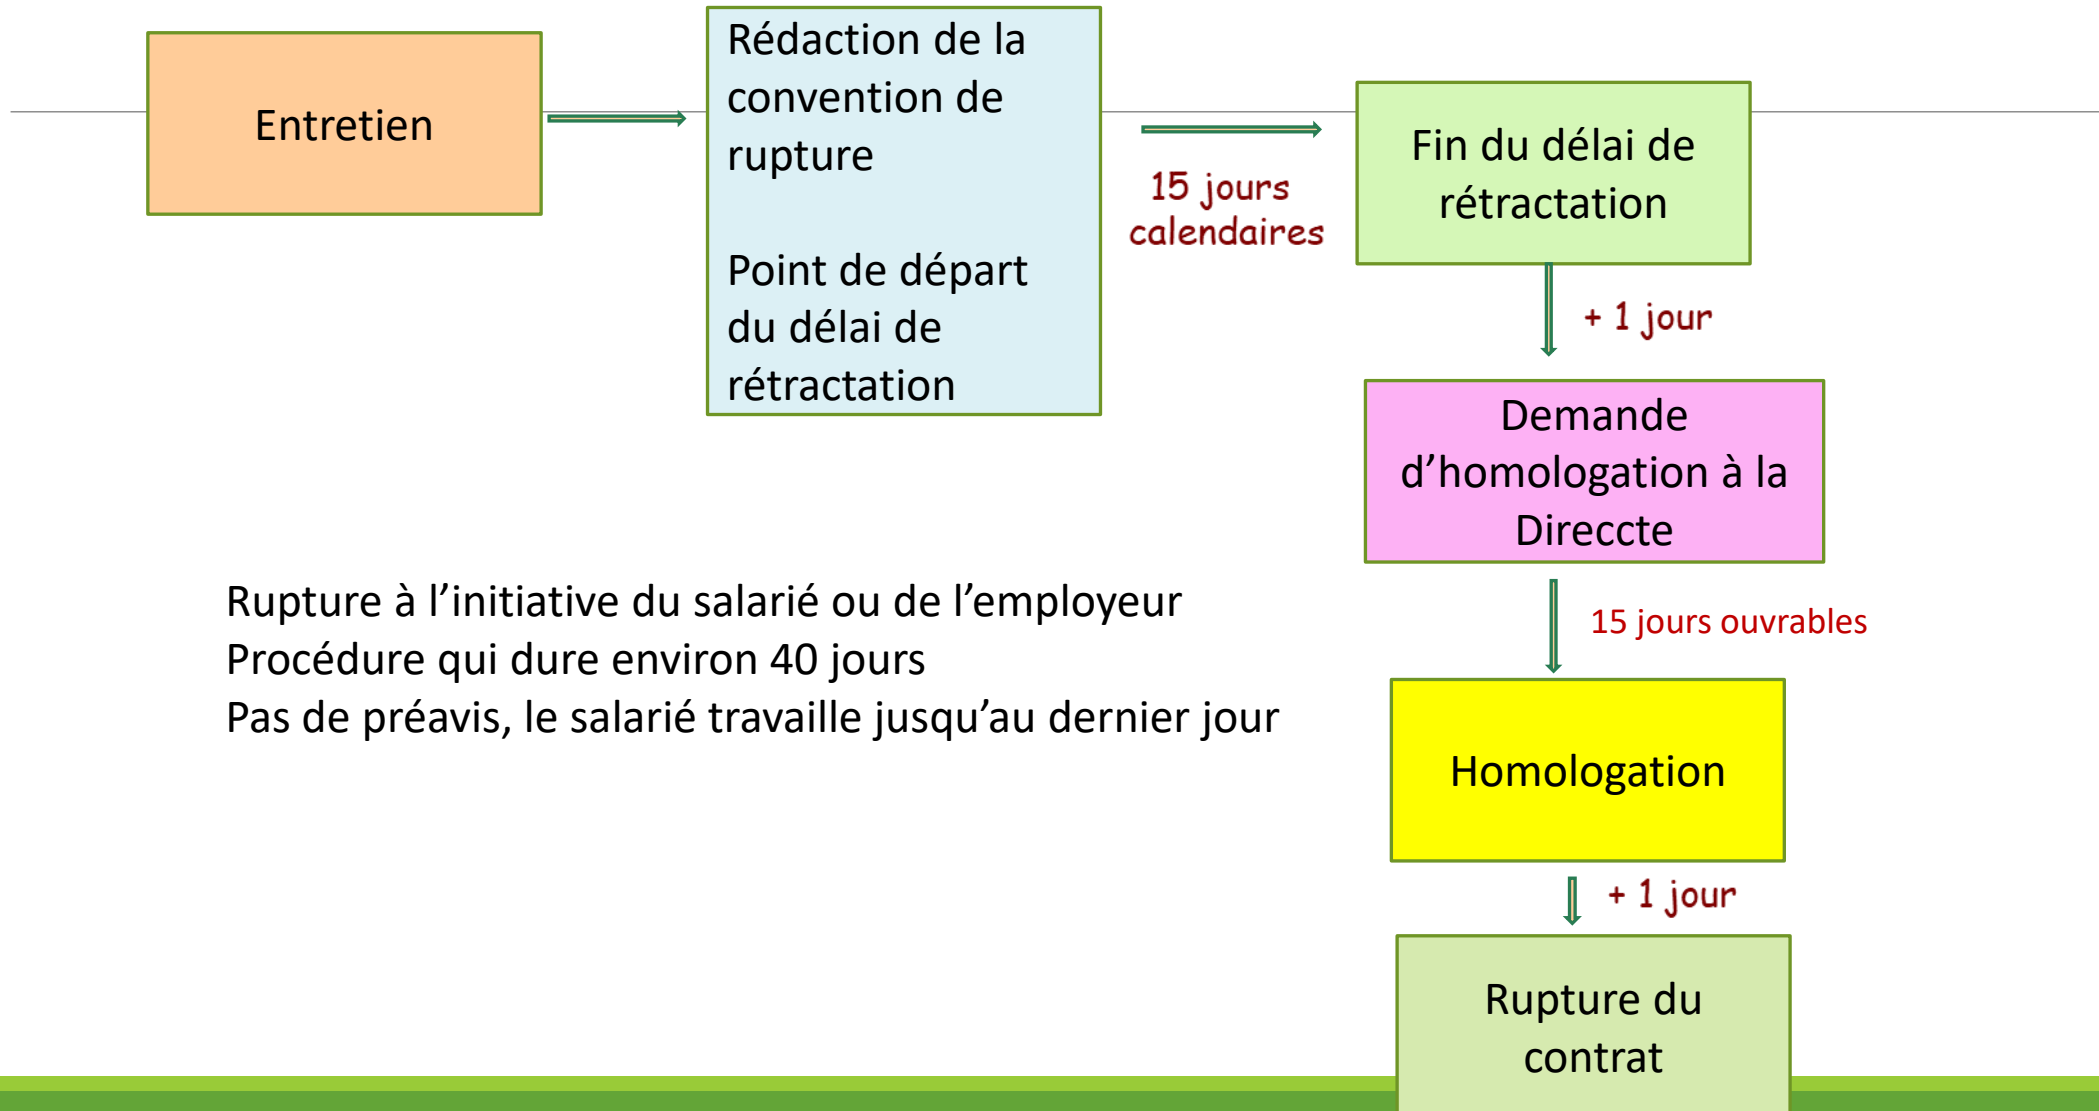 Entretien
Rédaction de la
convention de
rupture
Point de départ
du délai de
rétractation
15 jours
calendaires
Fin du délai de
rétractation
+ 1 jour
Demande
d’homologation à la
Direccte
15 jours ouvrables
Homologation
+ 1 jour
Rupture du
contrat
Rupture à l’initiative du salarié ou de l’employeur
Procédure qui dure environ 40 jours
Pas de préavis, le salarié travaille jusqu’au dernier jour